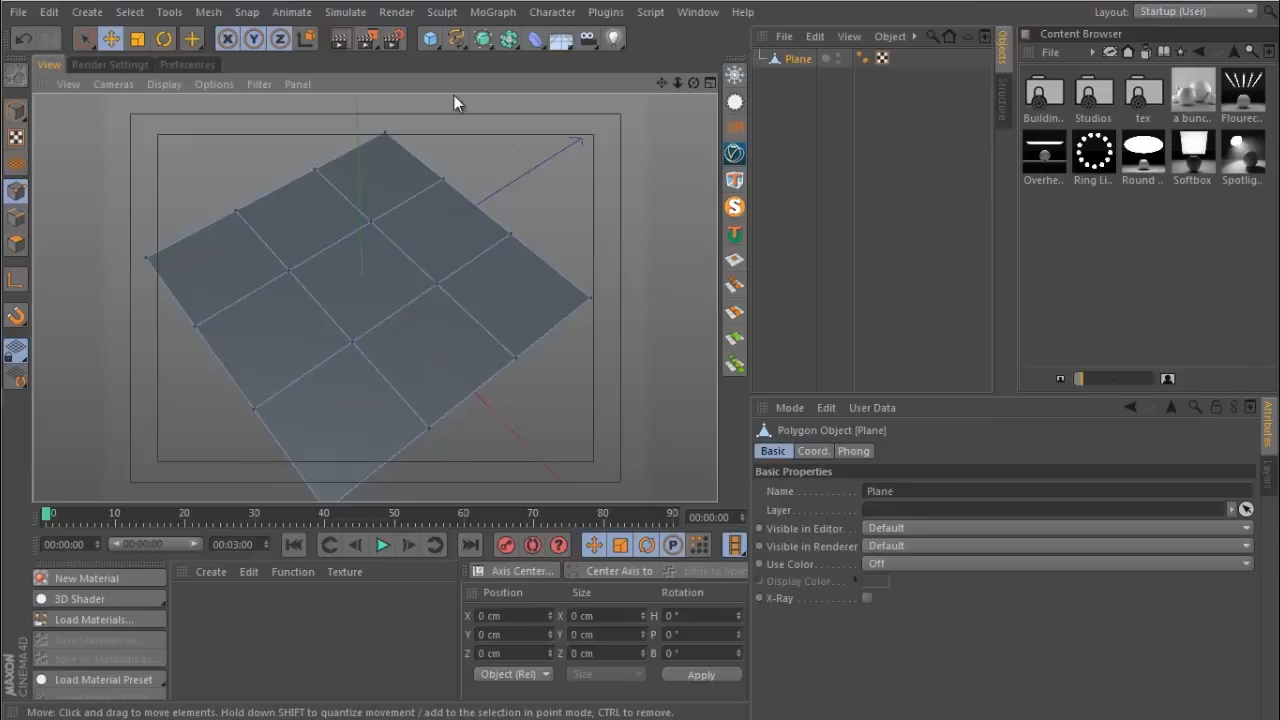 File Edit Create Select Tools Mesh Snap Animate Simulate Render Sculpt MoGraph Character Plugins Script Window Help
Layout: Startup (User)
View Render Settings Preferences
View Cameras Display Options Filter Panel
File Edit View Object
Plane
Objects
Structure
Content Browser
File
Buildin.. Studios tex a bunc.. Flourec..
Overhe.. Ring Li.. Round .. Softbox Spotlig..
0 10 20 30 40 50 60 70 80 90 00:00:00
00:00:00 00:00:00 00:03:00
New Material
3D Shader
Load Materials...
Load Material Preset
Create Edit Function Texture
Axis Center... Center Axis to
Position Size Rotation
X 0 cm X 0 cm H 0 °
Y 0 cm Y 0 cm P 0 °
Z 0 cm Z 0 cm B 0 °
Object (Rel) Size Apply
Mode Edit User Data
Polygon Object [Plane]
Basic Coord. Phong
Basic Properties
Name Plane
Layer
Visible in Editor Default
Visible in Renderer Default
Use Color Off
Display Color
X-Ray
Attributes
Layers
MAXON
CINEMA 4D
Move: Click and drag to move elements. Hold down SHIFT to quantize movement / add to the selection in point mode, CTRL to remove.